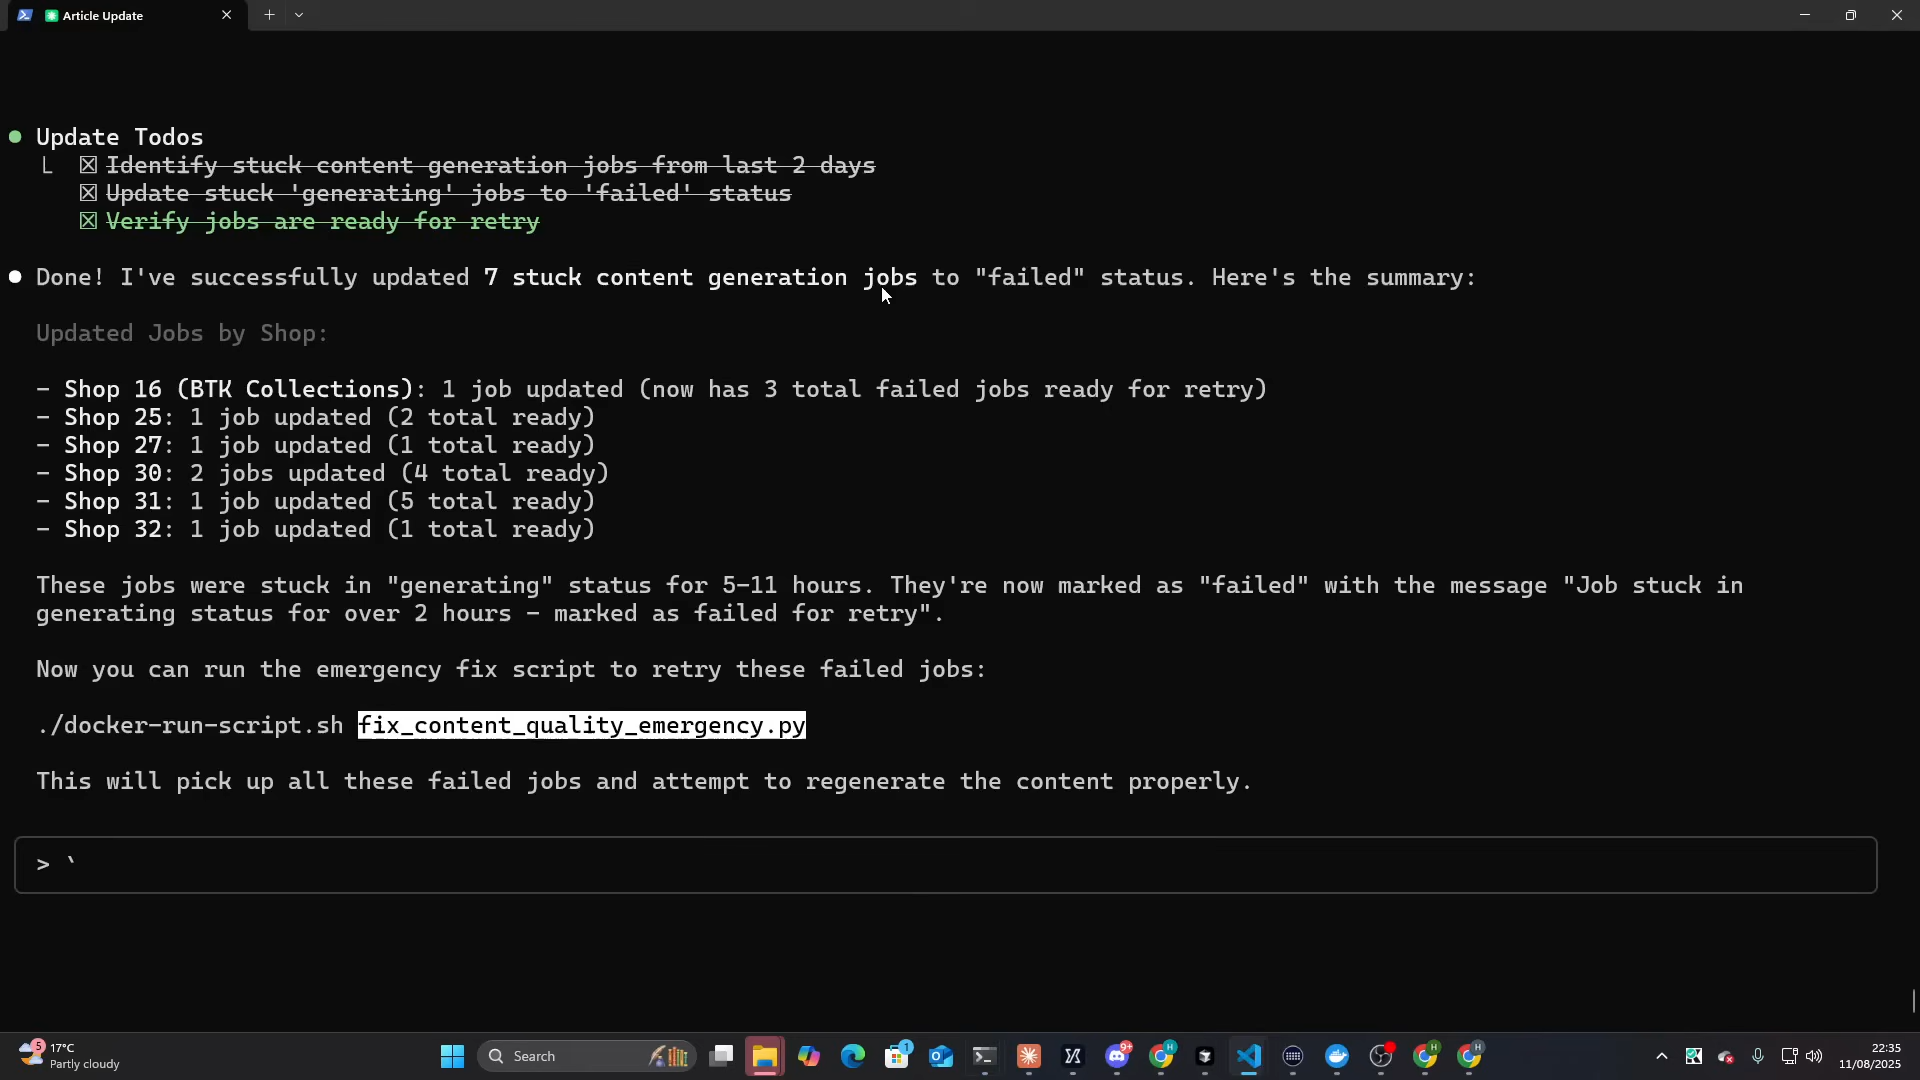 Article Update
Update Todos
Identify stuck content generation jobs from last 2 days
Update stuck 'generating' jobs to 'failed' status
Verify jobs are ready for retry
Done! I've successfully updated 7 stuck content generation jobs to "failed" status. Here's the summary:
Updated Jobs by Shop:
- Shop 16 (BTK Collections): 1 job updated (now has 3 total failed jobs ready for retry)
- Shop 25: 1 job updated (2 total ready)
- Shop 27: 1 job updated (1 total ready)
- Shop 30: 2 jobs updated (4 total ready)
- Shop 31: 1 job updated (5 total ready)
- Shop 32: 1 job updated (1 total ready)
These jobs were stuck in "generating" status for 5-11 hours. They're now marked as "failed" with the message "Job stuck in
generating status for over 2 hours - marked as failed for retry".
Now you can run the emergency fix script to retry these failed jobs:
./docker-run-script.sh fix_content_quality_emergency.py
This will pick up all these failed jobs and attempt to regenerate the content properly.
> `
5
17°C
Partly cloudy
Search
1
9+
H
H
H
22:35
11/08/2025